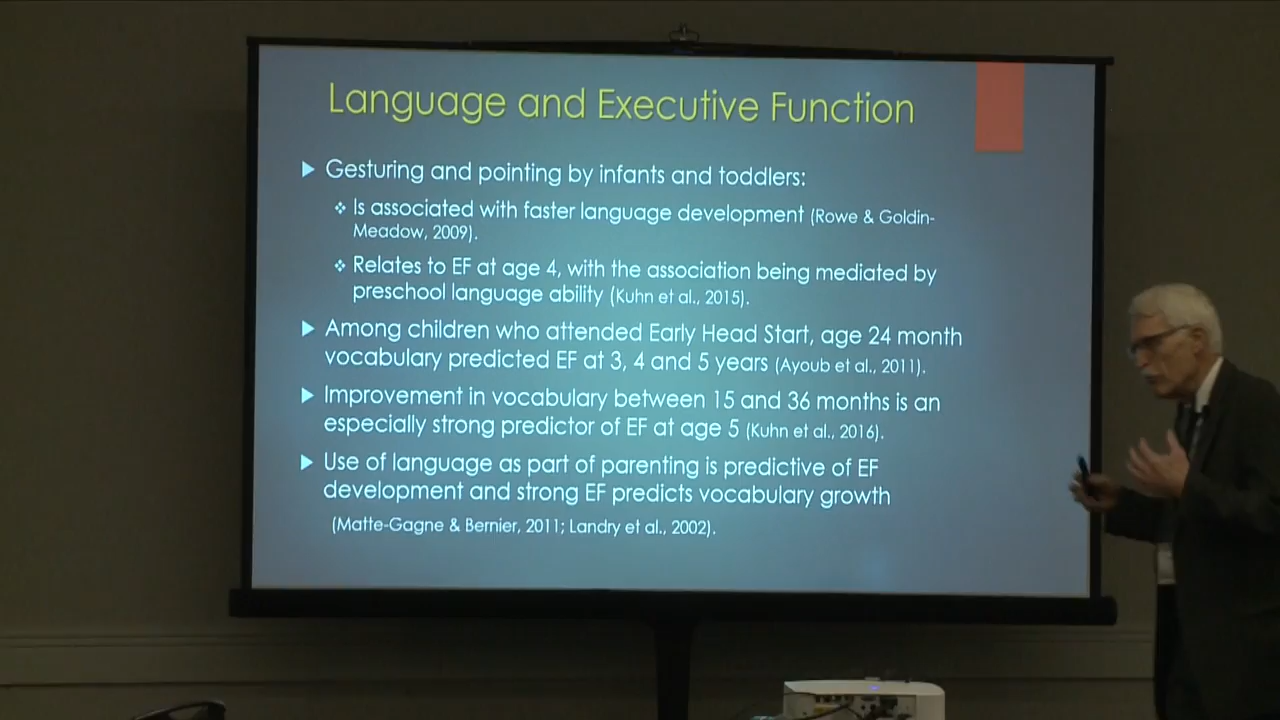 Language and Executive Function
Gesturing and pointing by infants and toddlers:
Is associated with faster language development (Rowe & Goldin-
Meadow, 2009).
Relates to EF at age 4, with the association being mediated by
preschool language ability (Kuhn et al., 2015).
Among children who attended Early Head Start, age 24 month
vocabulary predicted EF at 3, 4 and 5 years (Ayoub et al., 2011).
Improvement in vocabulary between 15 and 36 months is an
especially strong predictor of EF at age 5 (Kuhn et al., 2016).
Use of language as part of parenting is predictive of EF
development and strong EF predicts vocabulary growth
(Matte-Gagne & Bernier, 2011; Landry et al., 2002).